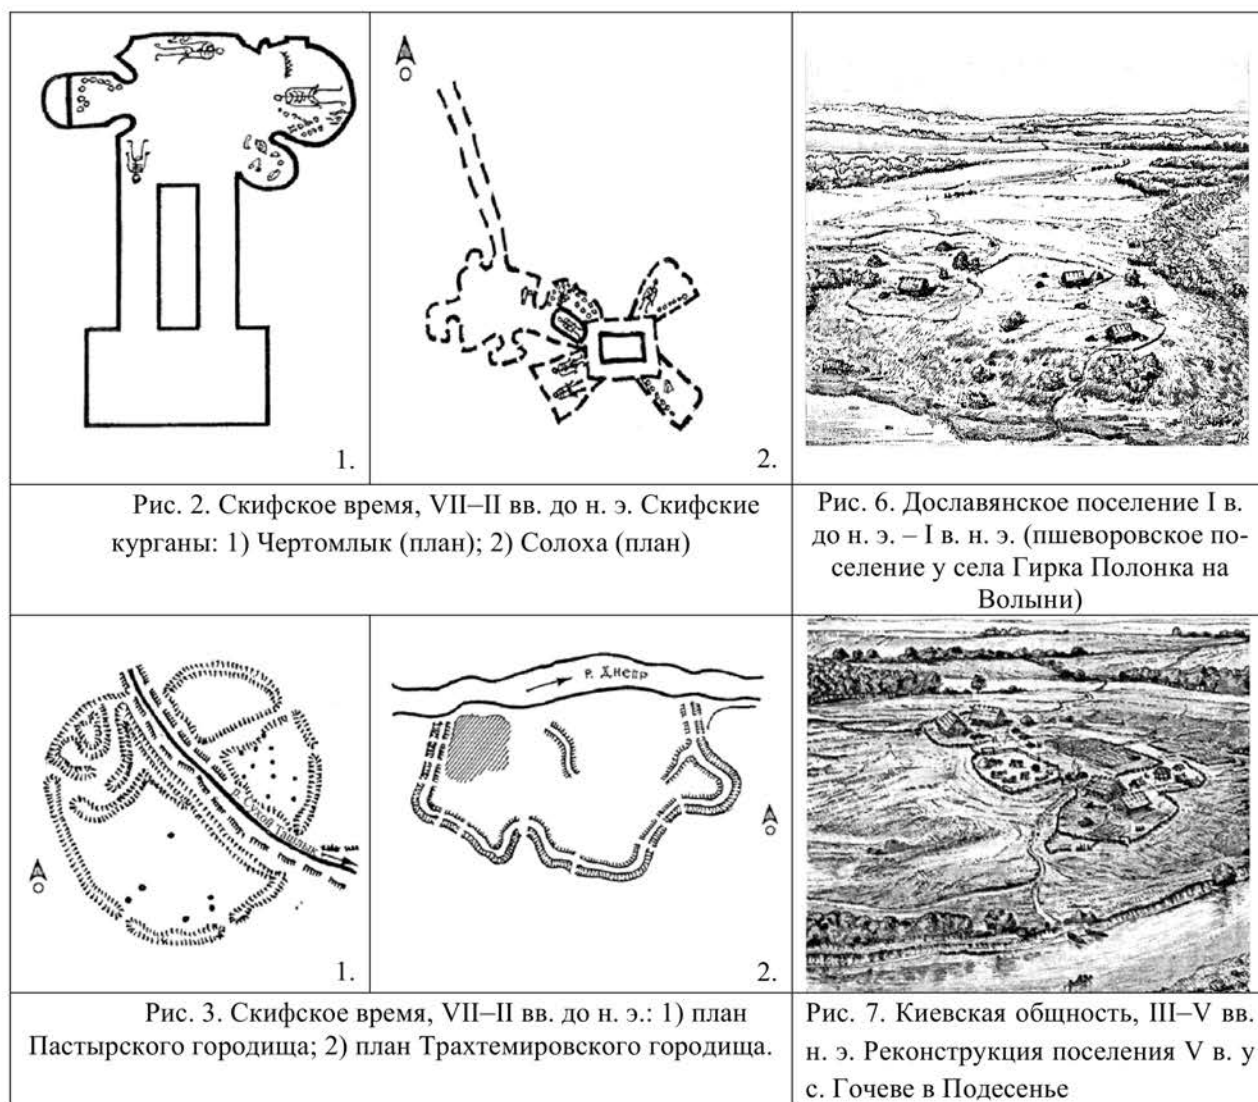 1.
2.
Рис. 2. Скифское время, VII–II вв. до н. э. Скифские
курганы: 1) Чертомлык (план); 2) Солоха (план)
Рис. 6. Дославянское поселение I в.
до н. э. – I в. н. э. (пшеворовское по-
селение у села Гирка Полонка на
Волыни)
р. Сухой Ташлык
1.
р. Днепр
2.
Рис. 3. Скифское время, VII–II вв. до н. э.: 1) план
Пастырского городища; 2) план Трахтемировского городища.
Рис. 7. Киевская общность, III–V вв.
н. э. Реконструкция поселения V в. у
с. Гочеве в Подесенье